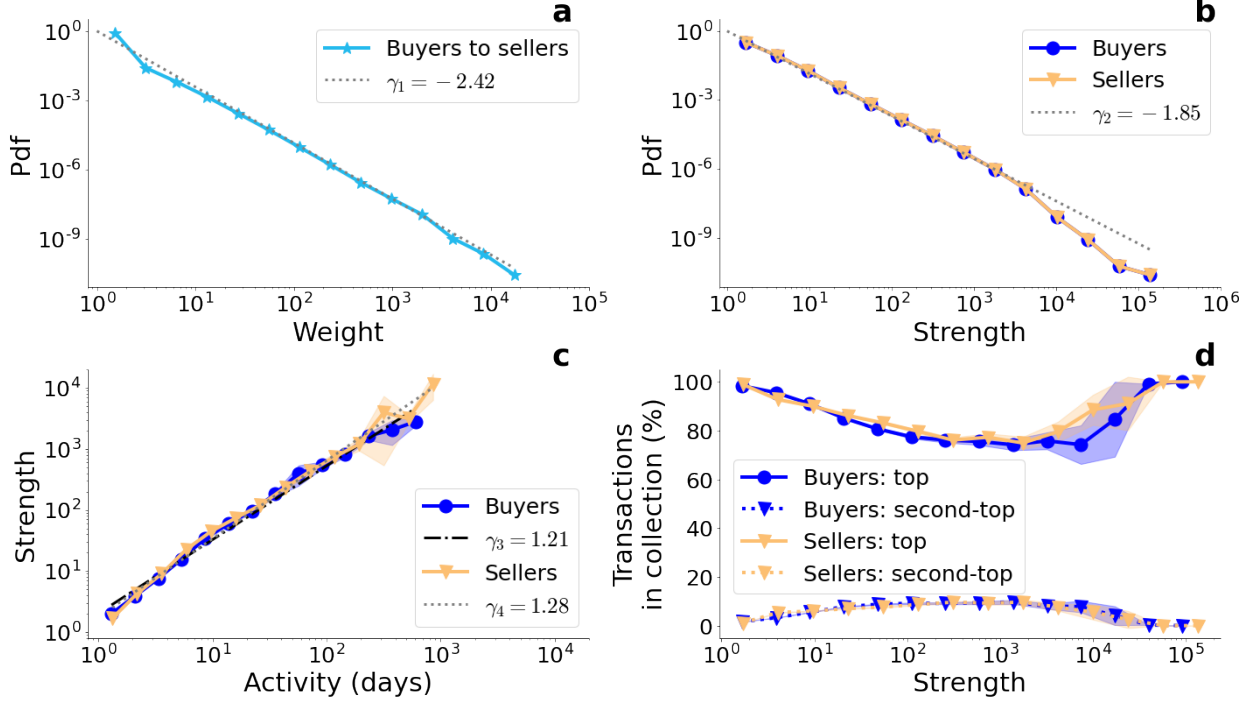 a
10^0
10^-3
10^-6
10^-9
Pdf
Buyers to sellers
γ_1 = −2.42
10^0 10^1 10^2 10^3 10^4 10^5
Weight
b
10^0
10^-3
10^-6
10^-9
Pdf
Buyers
Sellers
γ_2 = −1.85
10^0 10^1 10^2 10^3 10^4 10^5 10^6
Strength
c
10^4
10^3
10^2
10^1
10^0
Strength
Buyers
γ_3 = 1.21
Sellers
γ_4 = 1.28
10^0 10^1 10^2 10^3 10^4
Activity (days)
d
100
80
60
40
20
0
Transactions
in collection (%)
Buyers: top
Buyers: second-top
Sellers: top
Sellers: second-top
10^0 10^1 10^2 10^3 10^4 10^5
Strength